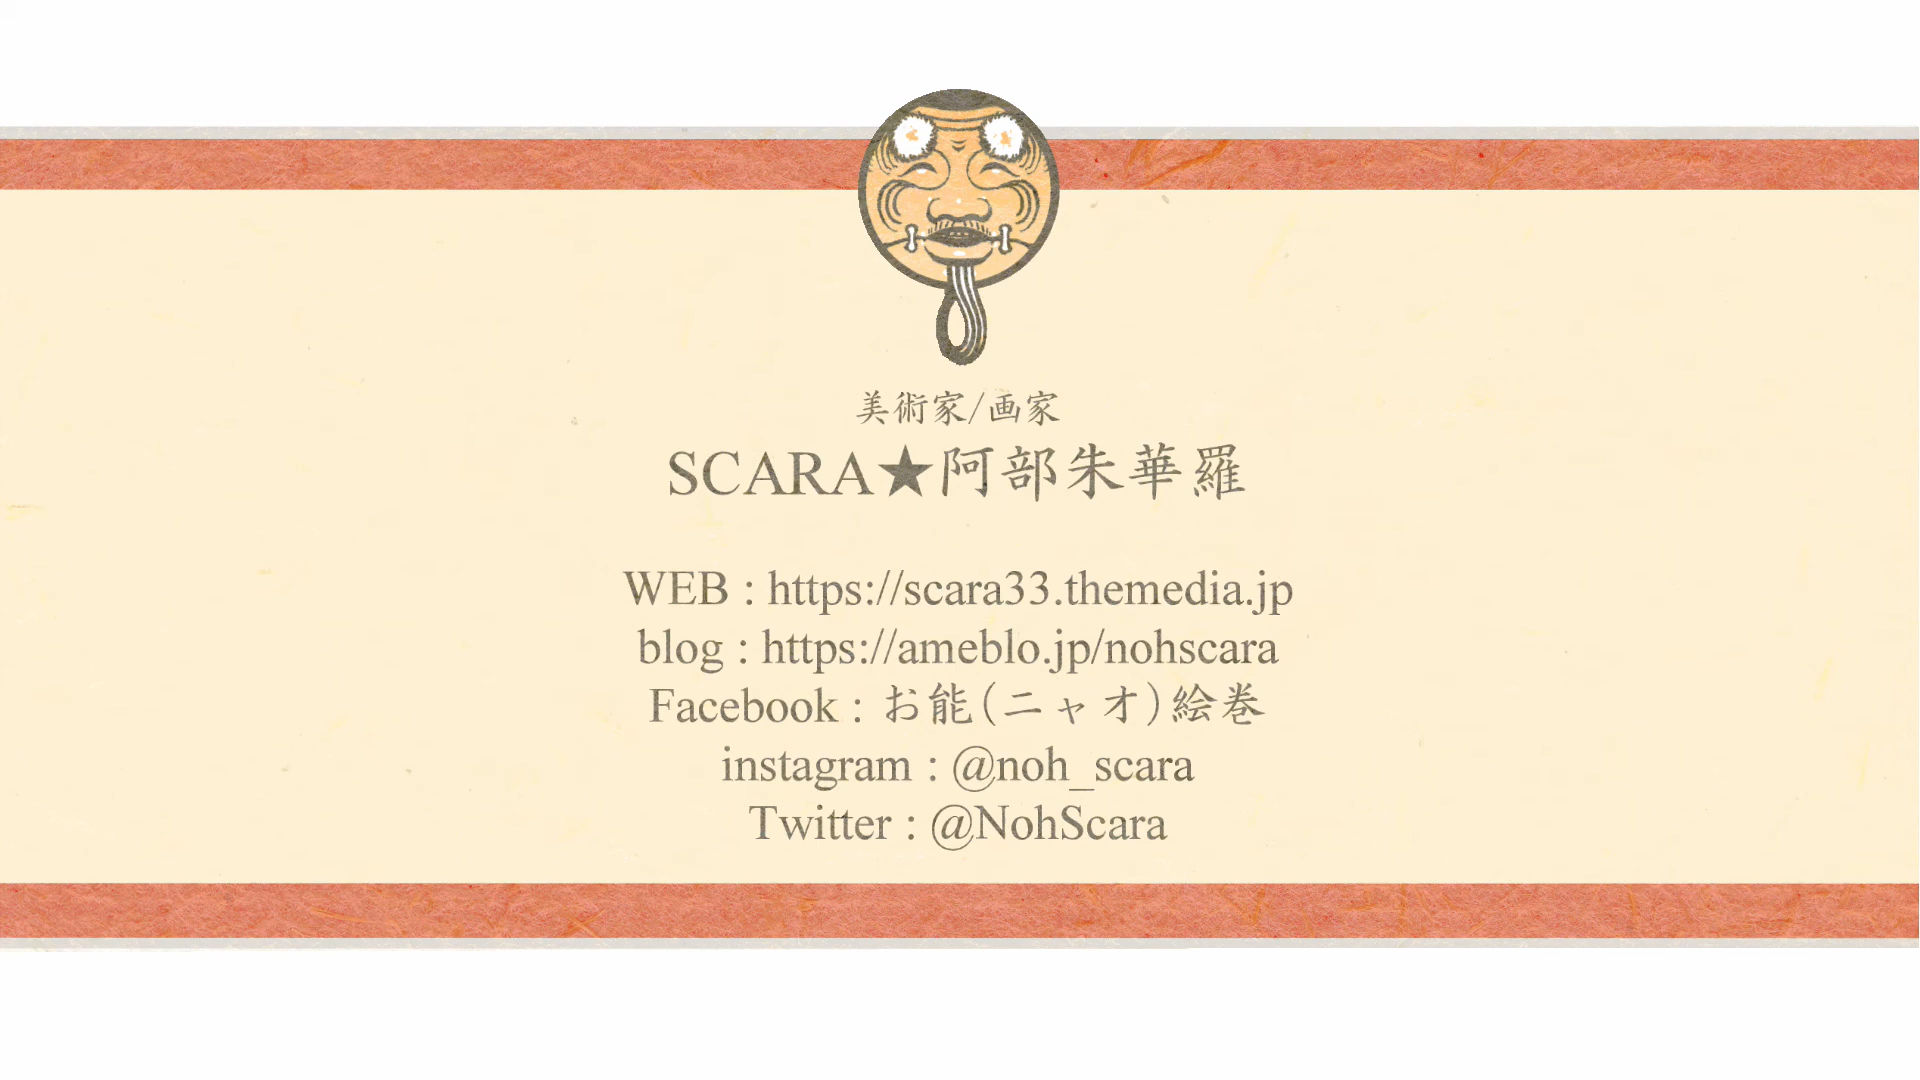 美術家/画家
SCARA★阿部朱華羅
WEB : https://scara33.themedia.jp
blog : https://ameblo.jp/nohscara
Facebook : お能(ニャオ)絵巻
instagram : @noh_scara
Twitter : @NohScara